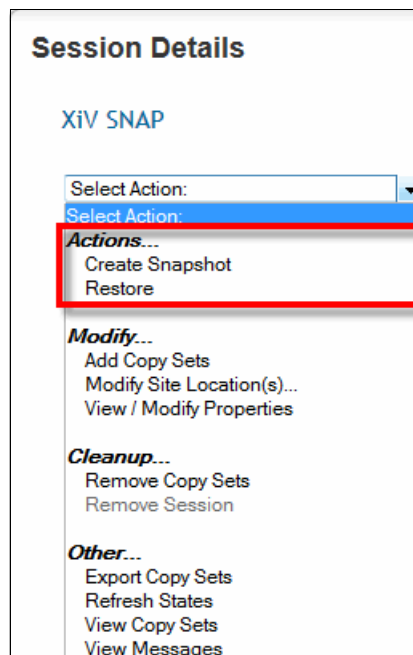 Session Details
XiV SNAP
Select Action:
Select Action:
Actions...
Create Snapshot
Restore
Modify...
Add Copy Sets
Modify Site Location(s)...
View / Modify Properties
Cleanup...
Remove Copy Sets
Remove Session
Other...
Export Copy Sets
Refresh States
View Copy Sets
View Messages